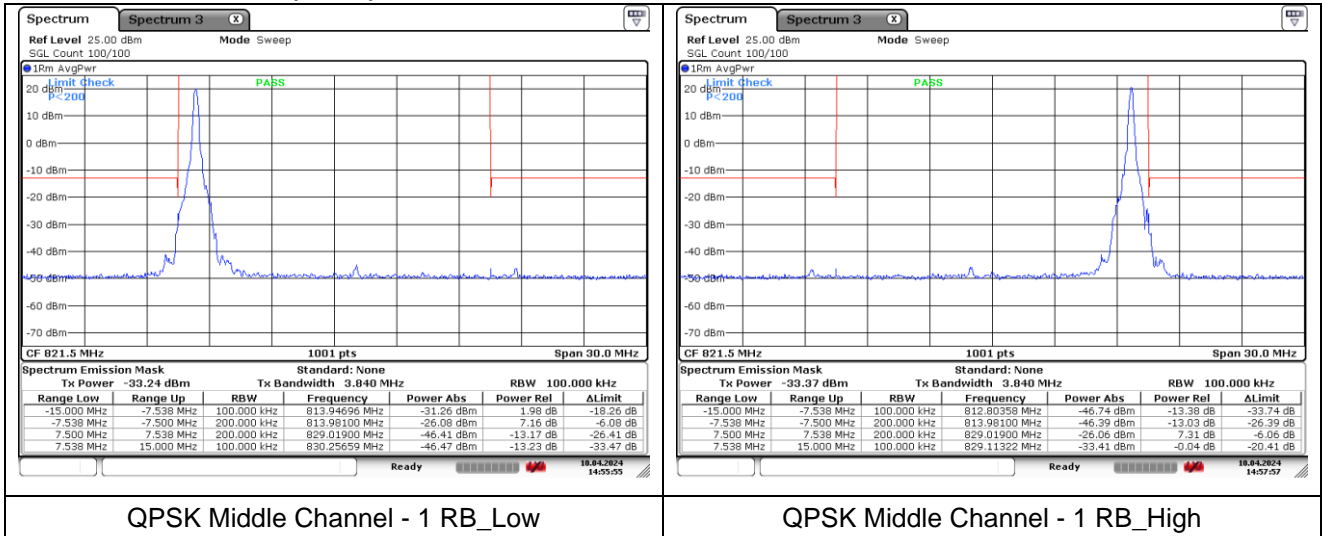 Spectrum Spectrum 3 X
Ref Level 25.00 dBm Mode Sweep
SGL Count 100/100
1Rm AvgPwr
Limit Check PASS
20 dBm
P<200
10 dBm
0 dBm
-10 dBm
-20 dBm
-30 dBm
-40 dBm
-50 dBm
-60 dBm
-70 dBm
CF 821.5 MHz 1001 pts Span 30.0 MHz
Spectrum Emission Mask Standard: None
Tx Power -33.24 dBm Tx Bandwidth 3.840 MHz RBW 100.000 kHz
Range Low Range Up RBW Frequency Power Abs Power Rel ΔLimit
-15.000 MHz -7.538 MHz 100.000 kHz 813.94696 MHz -31.26 dBm 1.98 dB -18.26 dB
-7.538 MHz -7.500 MHz 200.000 kHz 813.98100 MHz -26.08 dBm 7.16 dB -6.08 dB
7.500 MHz 7.538 MHz 200.000 kHz 829.01900 MHz -46.41 dBm -13.17 dB -26.41 dB
7.538 MHz 15.000 MHz 100.000 kHz 830.25659 MHz -46.47 dBm -13.23 dB -33.47 dB
Ready 18.04.2024
14:55:55
QPSK Middle Channel - 1 RB_Low
Spectrum Spectrum 3 X
Ref Level 25.00 dBm Mode Sweep
SGL Count 100/100
1Rm AvgPwr
Limit Check PASS
20 dBm
P<200
10 dBm
0 dBm
-10 dBm
-20 dBm
-30 dBm
-40 dBm
-50 dBm
-60 dBm
-70 dBm
CF 821.5 MHz 1001 pts Span 30.0 MHz
Spectrum Emission Mask Standard: None
Tx Power -33.37 dBm Tx Bandwidth 3.840 MHz RBW 100.000 kHz
Range Low Range Up RBW Frequency Power Abs Power Rel ΔLimit
-15.000 MHz -7.538 MHz 100.000 kHz 812.80358 MHz -46.74 dBm -13.38 dB -33.74 dB
-7.538 MHz -7.500 MHz 200.000 kHz 813.98100 MHz -46.39 dBm -13.03 dB -26.39 dB
7.500 MHz 7.538 MHz 200.000 kHz 829.01900 MHz -26.06 dBm 7.31 dB -6.06 dB
7.538 MHz 15.000 MHz 100.000 kHz 829.11322 MHz -33.41 dBm -0.04 dB -20.41 dB
Ready 18.04.2024
14:57:57
QPSK Middle Channel - 1 RB_High